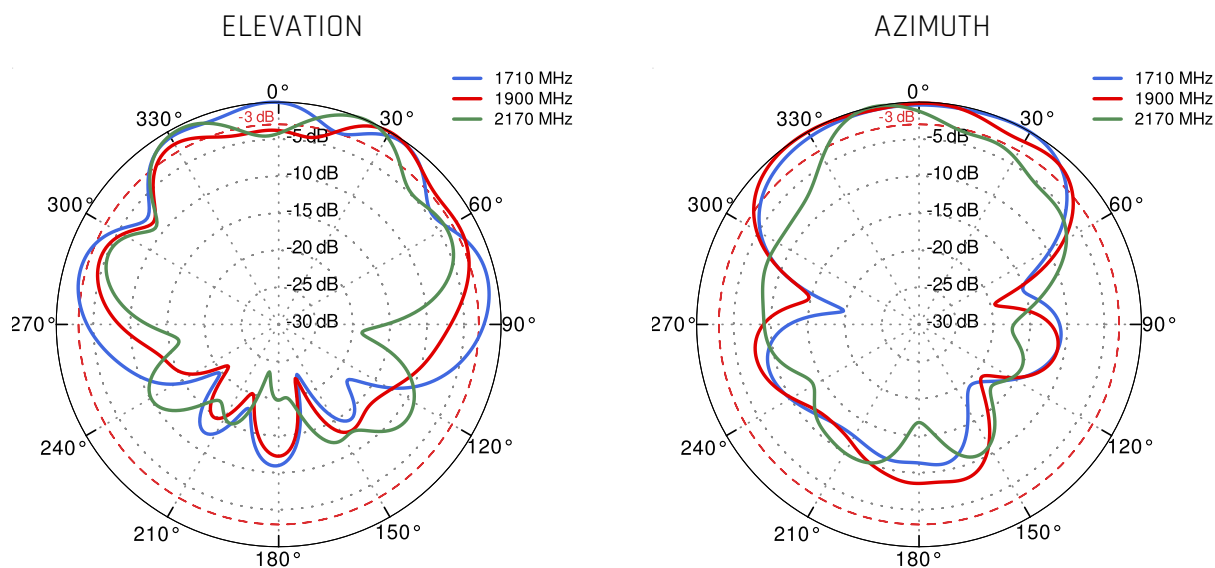 ELEVATION
1710 MHz
1900 MHz
2170 MHz
0°
30°
60°
90°
120°
150°
180°
210°
240°
270°
300°
330°
-3 dB
-5 dB
-10 dB
-15 dB
-20 dB
-25 dB
-30 dB
AZIMUTH
1710 MHz
1900 MHz
2170 MHz
0°
30°
60°
90°
120°
150°
180°
210°
240°
270°
300°
330°
-3 dB
-5 dB
-10 dB
-15 dB
-20 dB
-25 dB
-30 dB